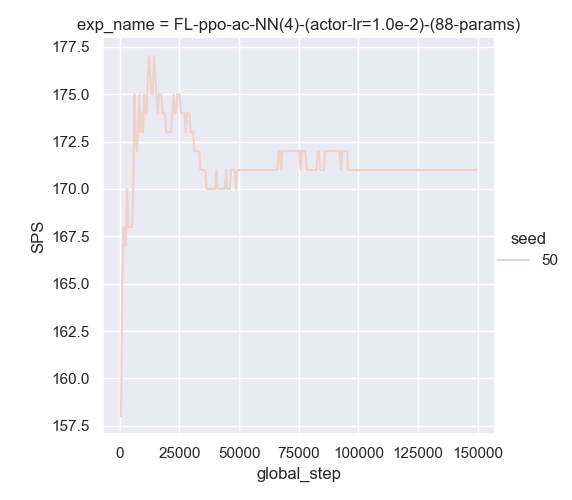 exp_name = FL-ppo-ac-NN(4)-(actor-lr=1.0e-2)-(88-params)
177.5
175.0
172.5
170.0
167.5
165.0
162.5
160.0
157.5
SPS
0 25000 50000 75000 100000 125000 150000
global_step
seed
50